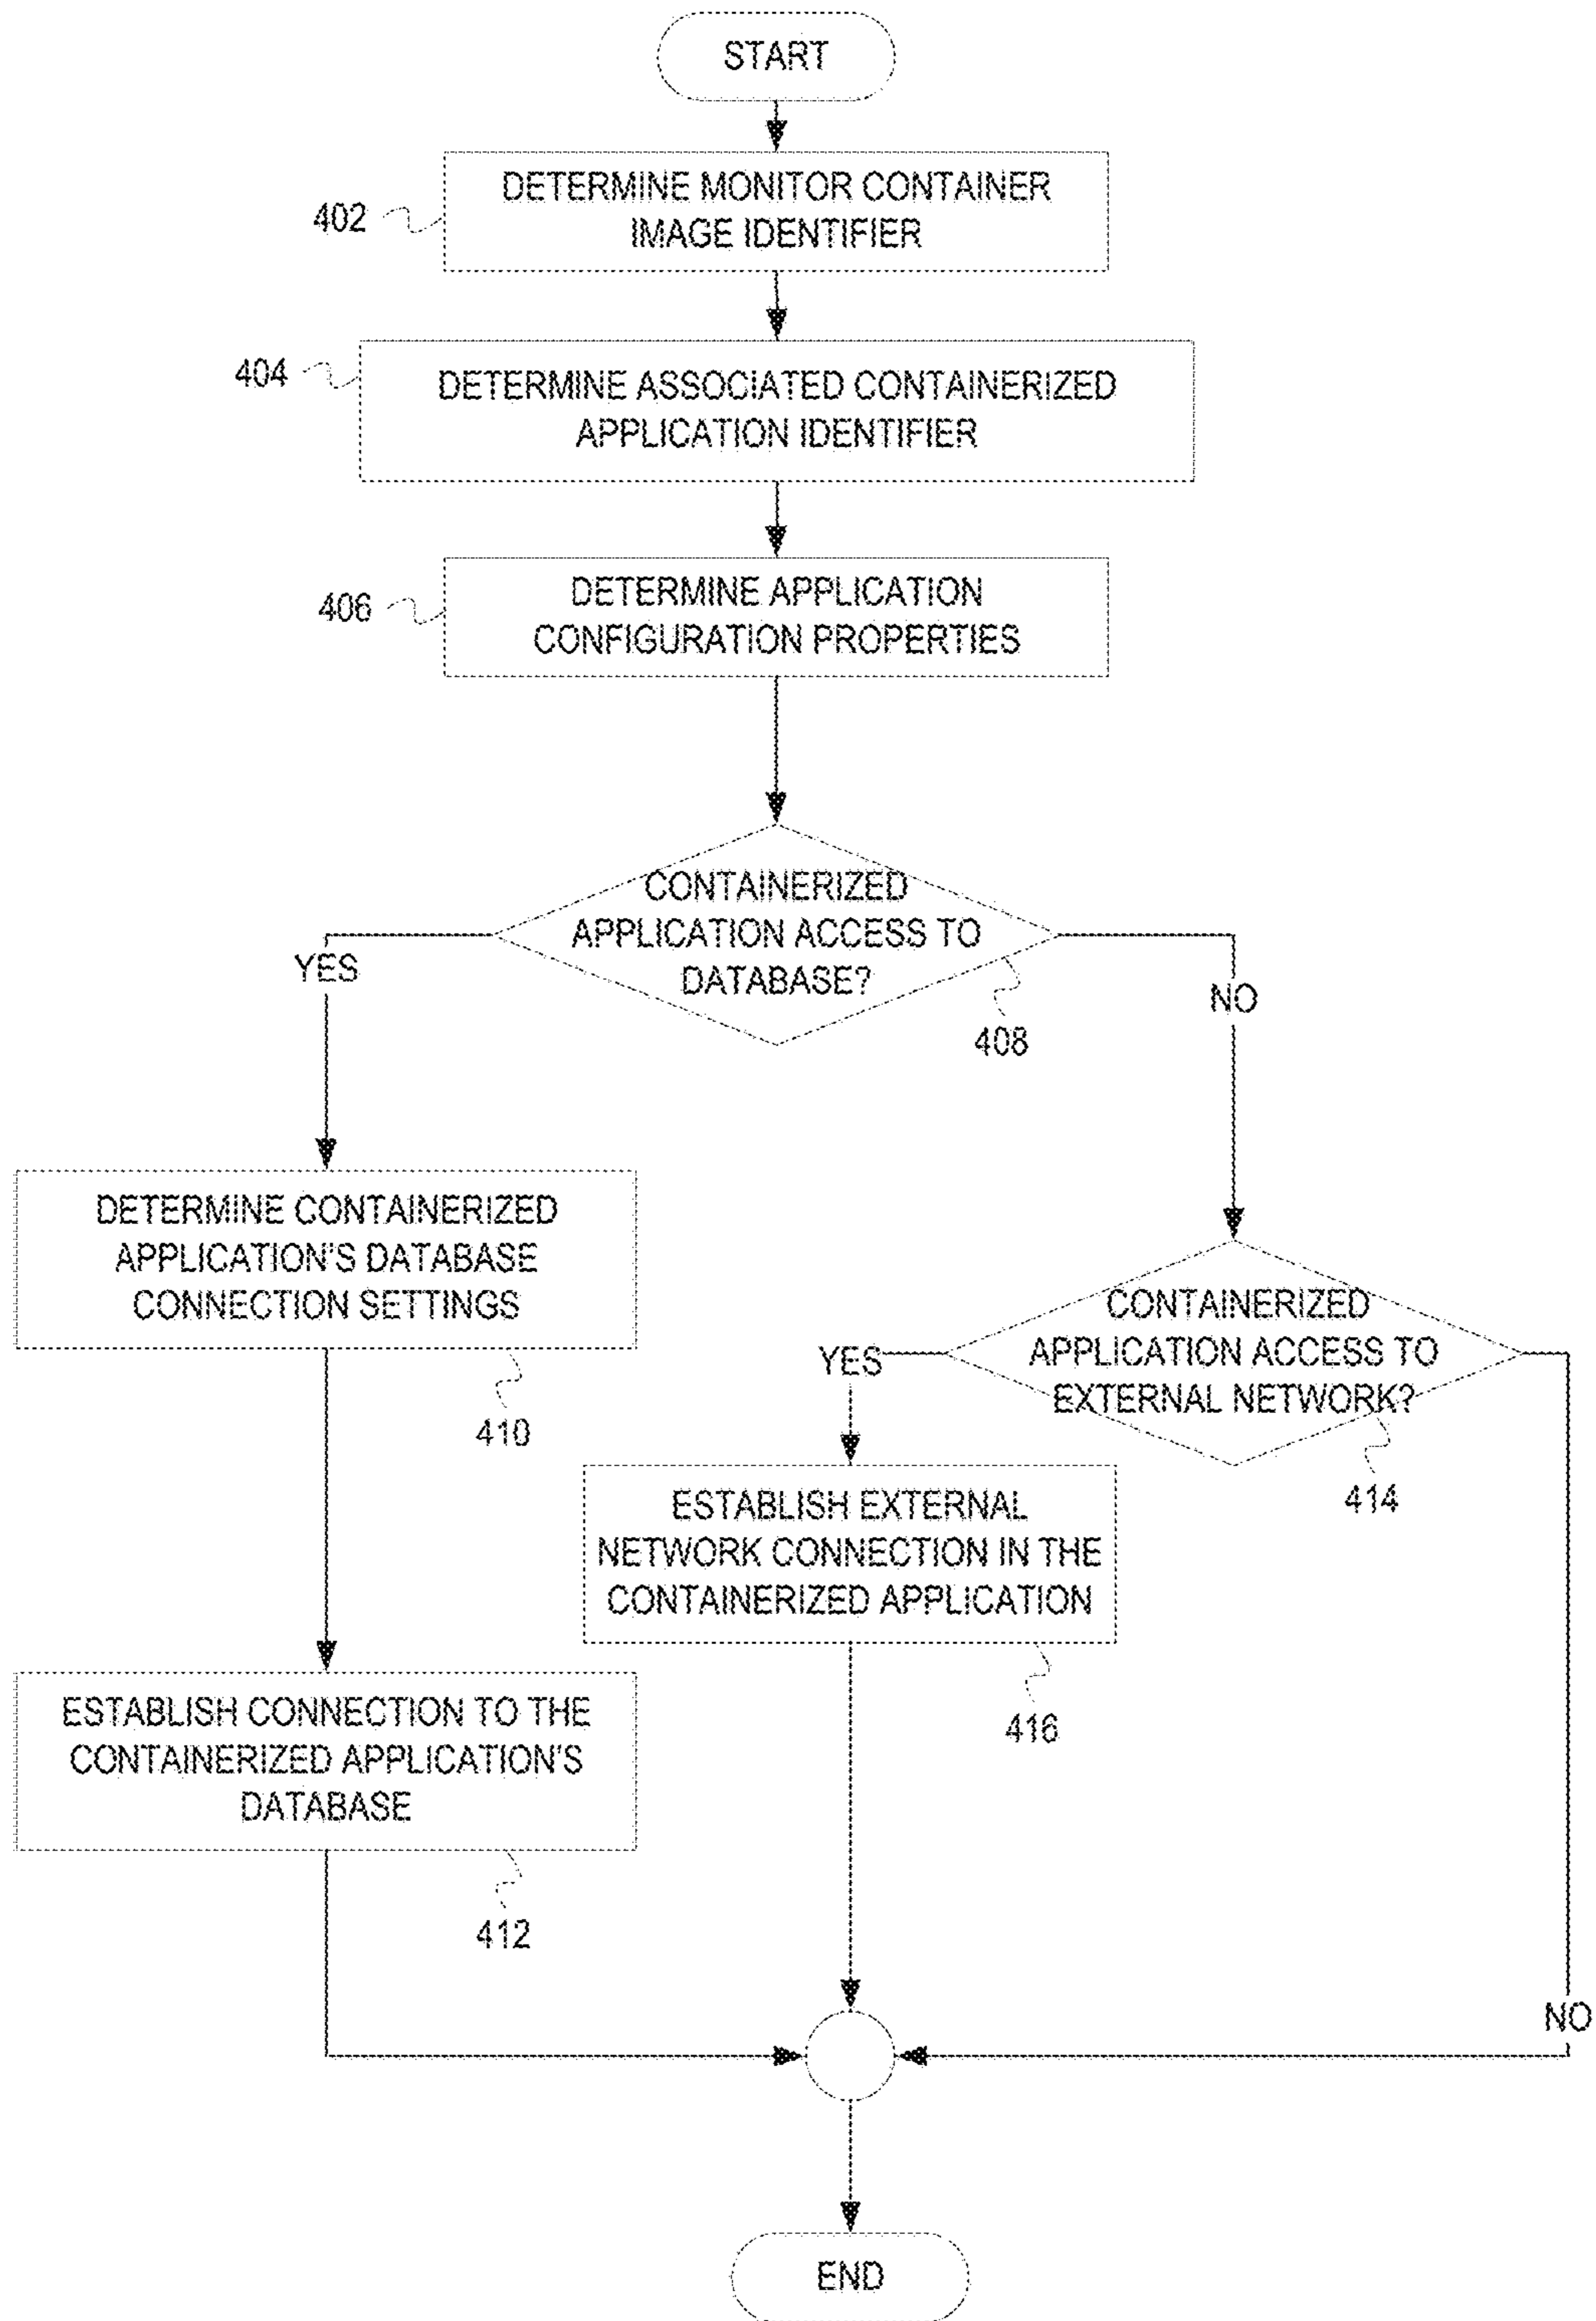 START
DETERMINE MONITOR CONTAINER
IMAGE IDENTIFIER
402
404
DETERMINE ASSOCIATED CONTAINERIZED
APPLICATION IDENTIFIER
406
DETERMINE APPLICATION
CONFIGURATION PROPERTIES
CONTAINERIZED
APPLICATION ACCESS TO
DATABASE?
YES
NO
408
DETERMINE CONTAINERIZED
APPLICATION'S DATABASE
CONNECTION SETTINGS
410
CONTAINERIZED
APPLICATION ACCESS TO
EXTERNAL NETWORK?
YES
414
ESTABLISH EXTERNAL
NETWORK CONNECTION IN THE
CONTAINERIZED APPLICATION
416
ESTABLISH CONNECTION TO THE
CONTAINERIZED APPLICATION'S
DATABASE
412
NO
END